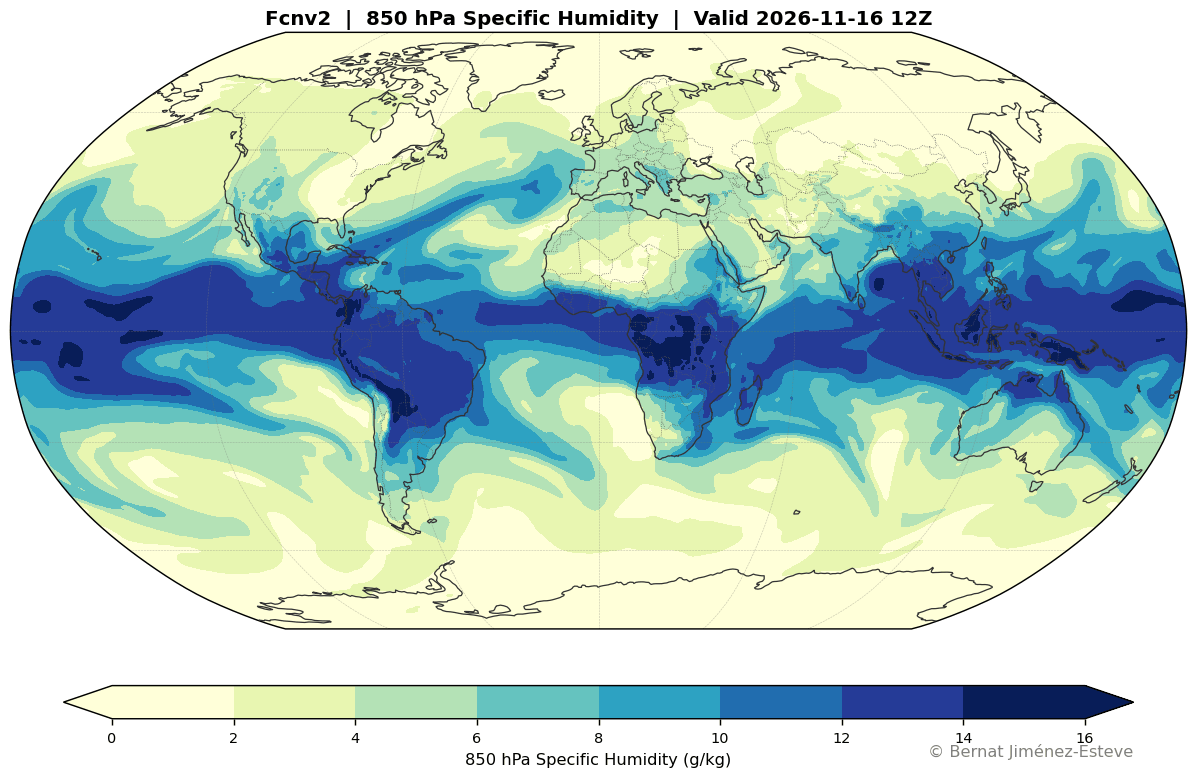 Fcnv2  |  850 hPa Specific Humidity  |  Valid 2026-11-16 12Z
0 2 4 6 8 10 12 14 16
850 hPa Specific Humidity (g/kg)
© Bernat Jiménez-Esteve